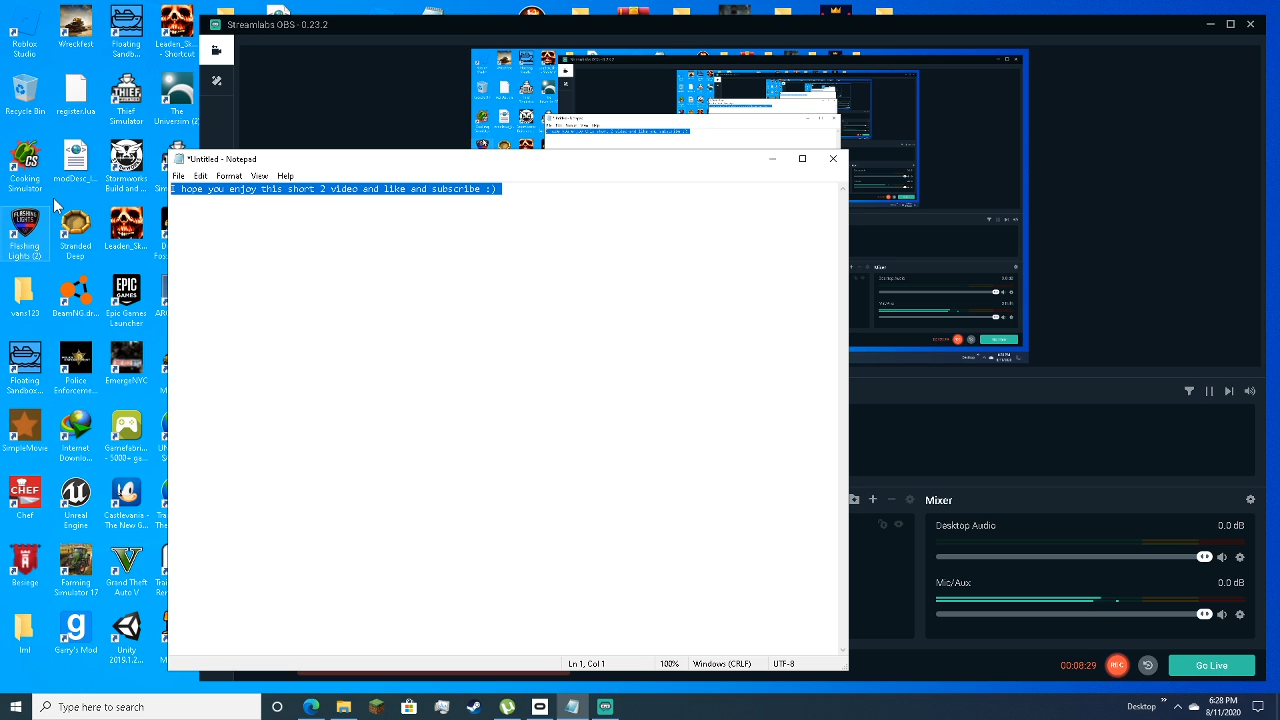 Streamlabs OBS - 0.23.2
Roblox Studio
Wreckfest
Floating Sandb...
Leaden_Sk... - Shortcut
Recycle Bin
register.lua
Thief Simulator
The Universim (2)
*Untitled - Notepad
File Edit Format View Help
I hope you enjoy this short 2 video and like and subscribe :)
Cooking Simulator
modDesc_l...
Stormworks Build and ...
Flashing Lights (2)
Stranded Deep
Leaden_Sk...
vans123
BeamNG.dr...
Epic Games Launcher
Floating Sandbox...
Police Enforceme...
EmergeNYC
SimpleMovie
Internet Downlo...
Gamefabri... - 5000+ ga...
Chef
Unreal Engine
Castlevania - The New G...
Mixer
Desktop Audio 0.0 dB
Mic/Aux 0.0 dB
Besiege
Farming Simulator 17
Grand Theft Auto V
lml
Garry's Mod
Unity 2019.1.2...
Ln 1, Col 1 100% Windows (CRLF) UTF-8
00:08:29 REC Go Live
Type here to search
Desktop
6:28 PM
8/11/2020